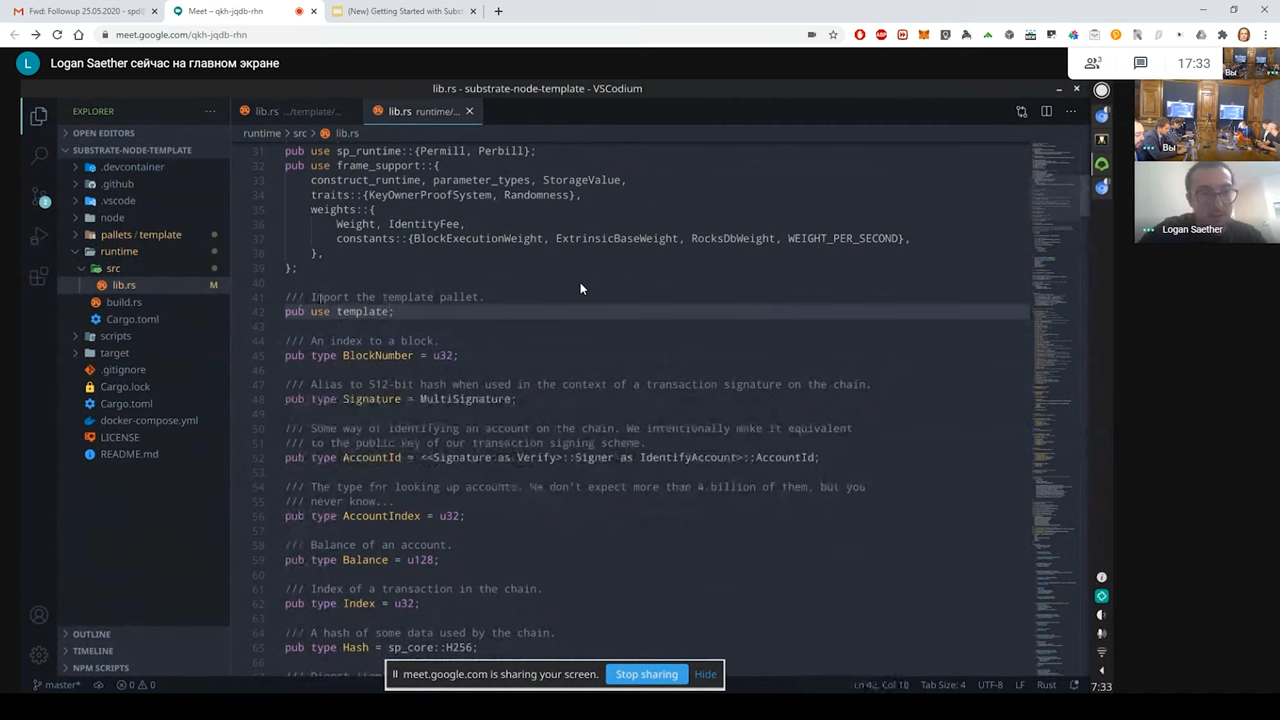 Fwd: Followup 25.05.2020 - spd@
Meet – qkh-jqdb-rhn
(New) Getting Started with Subst
meet.google.com/qkh-jqdb-rhn
L
Logan Saether сейчас на главном экране
3
17:33
Вы
lib.rs - substrate-node-template - VSCodium
EXPLORER
OPEN EDITORS
SUBSTRATE-NODE-TEMPLATE
.devcontainer
.github
.vscode
node
pallets / template
runtime
src
lib.rs M
build.rs
Cargo.toml
scripts
target
.gitignore
Cargo.lock
Cargo.toml
docker-compose.yml
LICENSE
README.md
OUTLINE
TIMELINE
NPM SCRIPTS
2
lib.rs .../template/...
lib.rs runtime/...
runtime > src > lib.rs
pub use sp_runtime::{Permill, Perbill};
pub use frame_support::{
construct_runtime, parameter_types, StorageValue,
traits::{KeyOwnerProofSystem, Randomness},
weights::{
Weight, IdentityFee,
constants::{BlockExecutionWeight, ExtrinsicBaseWeight, RocksDbWeight, WEIGHT_PER_SECOND},
},
};
/// Import the template pallet.
pub use template;
/// An index to a block.
pub type BlockNumber = u32;
/// Alias to 512-bit hash when used in the context of a transaction signature on the chain.
pub type Signature = MultiSignature;
/// Some way of identifying an account on the chain. We intentionally make it equivalent
/// to the public key of our transaction signing scheme.
pub type AccountId = <<Signature as Verify>::Signer as IdentifyAccount>::AccountId;
/// The type for looking up accounts. We don't expect more than 4 billion of them, but you
/// never know...
pub type AccountIndex = u32;
/// Balance of an account.
pub type Balance = u128;
/// Index of a transaction in the chain.
pub type Index = u32;
/// A hash of some data used by the chain.
pub type Hash = sp_core::H256;
Вы
Logan Saether
meet.google.com is sharing your screen.
Stop sharing
Hide
master*
0 0
Tab Size: 4
UTF-8
LF
Rust
7:33